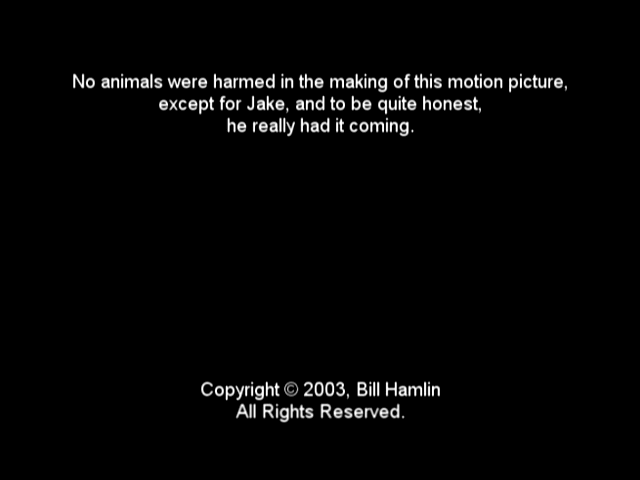 No animals were harmed in the making of this motion picture,
except for Jake, and to be quite honest,
he really had it coming.
Copyright © 2003, Bill Hamlin
All Rights Reserved.